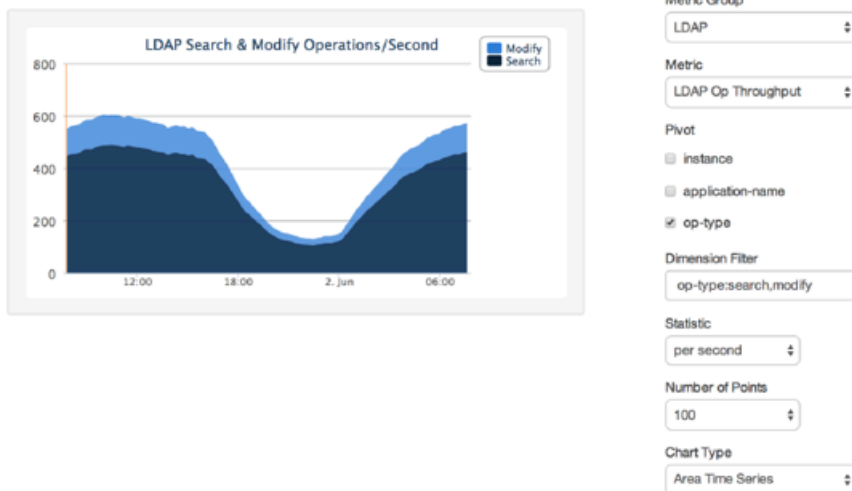 LDAP Search & Modify Operations/Second
Modify
Search
800
600
400
200
0
12:00
18:00
2. Jun
06:00
Metric Group
LDAP
Metric
LDAP Op Throughput
Pivot
instance
application-name
op-type
Dimension Filter
op-type:search,modify
Statistic
per second
Number of Points
100
Chart Type
Area Time Series